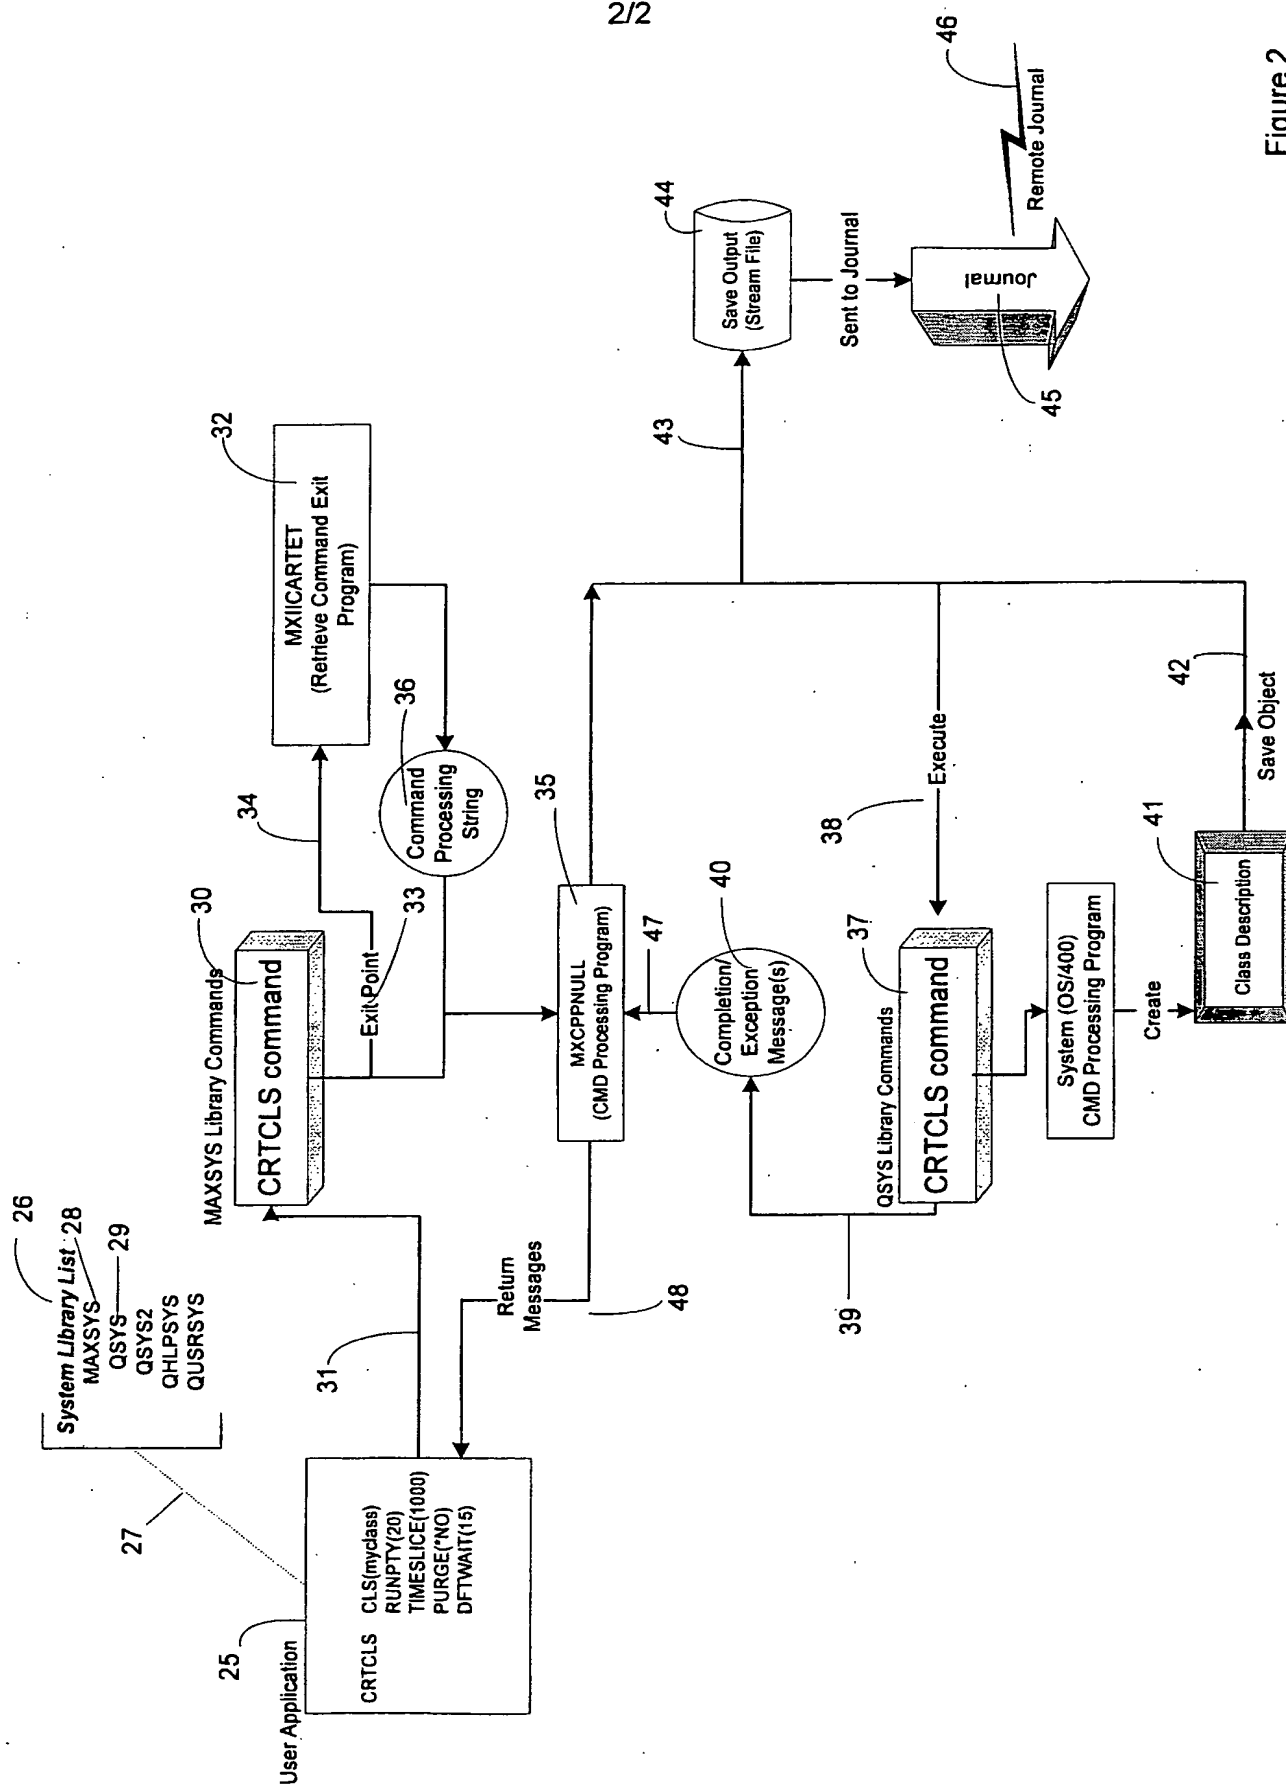 2/2
26
System Library List
MAXSYS
28
QSYS
29
QSYS2
QHLPSYS
QUSRSYS
27
25
User Application
CRTCLS CLS(myclass)
RUNPTY(20)
TIMESLICE(1000)
PURGE(*NO)
DFTWAIT(15)
31
MAXSYS Library Commands
30
CRTCLS command
Exit Point
33
34
32
MXIICARTET
(Retrieve Command Exit
Program)
36
Command
Processing
String
35
MXCPPNULL
(CMD Processing Program)
Return
Messages
48
47
40
Completion/
Exception
Message(s)
39
QSYS Library Commands
37
CRTCLS command
38
Execute
System (OS/400)
CMD Processing Program
Create
41
Class Description
42
Save Object
43
44
Save Output
(Stream File)
Sent to Journal
Journal
45
46
Remote Journal
Figure 2